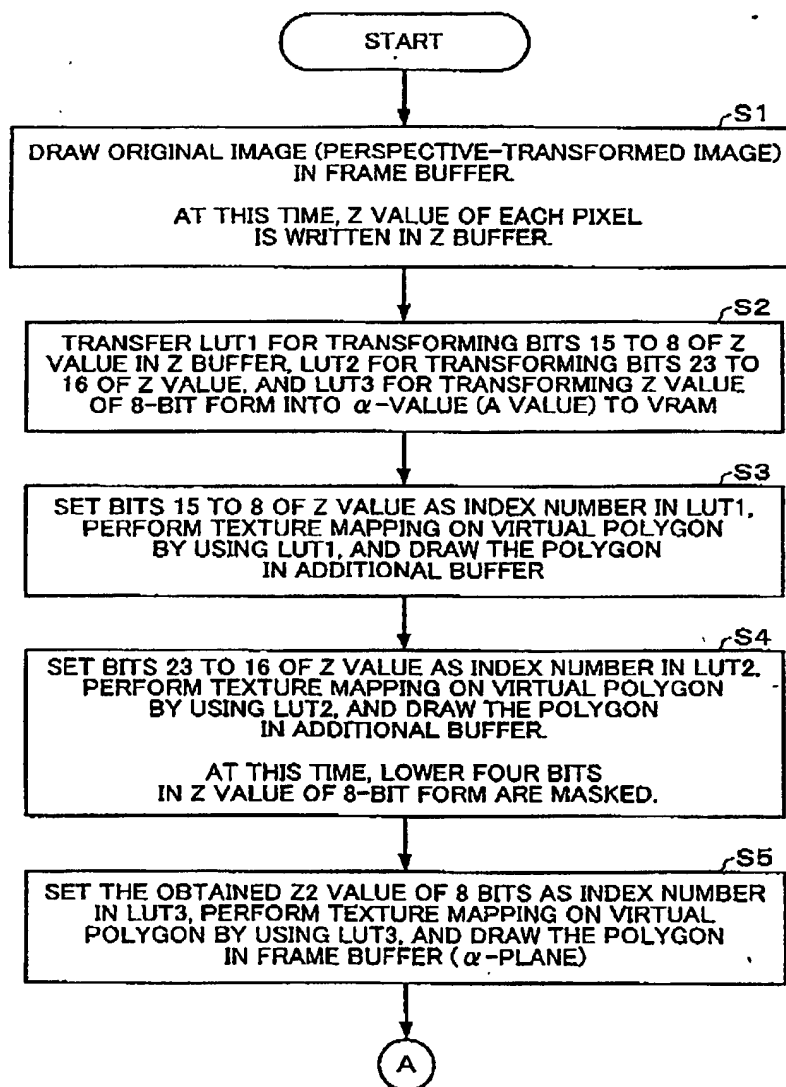 START
S1
DRAW ORIGINAL IMAGE (PERSPECTIVE-TRANSFORMED IMAGE)
IN FRAME BUFFER.
AT THIS TIME, Z VALUE OF EACH PIXEL
IS WRITTEN IN Z BUFFER.
S2
TRANSFER LUT1 FOR TRANSFORMING BITS 15 TO 8 OF Z
VALUE IN Z BUFFER, LUT2 FOR TRANSFORMING BITS 23 TO
16 OF Z VALUE, AND LUT3 FOR TRANSFORMING Z VALUE
OF 8-BIT FORM INTO α-VALUE (A VALUE) TO VRAM
S3
SET BITS 15 TO 8 OF Z VALUE AS INDEX NUMBER IN LUT1,
PERFORM TEXTURE MAPPING ON VIRTUAL POLYGON
BY USING LUT1, AND DRAW THE POLYGON
IN ADDITIONAL BUFFER
S4
SET BITS 23 TO 16 OF Z VALUE AS INDEX NUMBER IN LUT2,
PERFORM TEXTURE MAPPING ON VIRTUAL POLYGON
BY USING LUT2, AND DRAW THE POLYGON
IN ADDITIONAL BUFFER.
AT THIS TIME, LOWER FOUR BITS
IN Z VALUE OF 8-BIT FORM ARE MASKED.
S5
SET THE OBTAINED Z2 VALUE OF 8 BITS AS INDEX NUMBER
IN LUT3, PERFORM TEXTURE MAPPING ON VIRTUAL
POLYGON BY USING LUT3, AND DRAW THE POLYGON
IN FRAME BUFFER (α-PLANE)
A